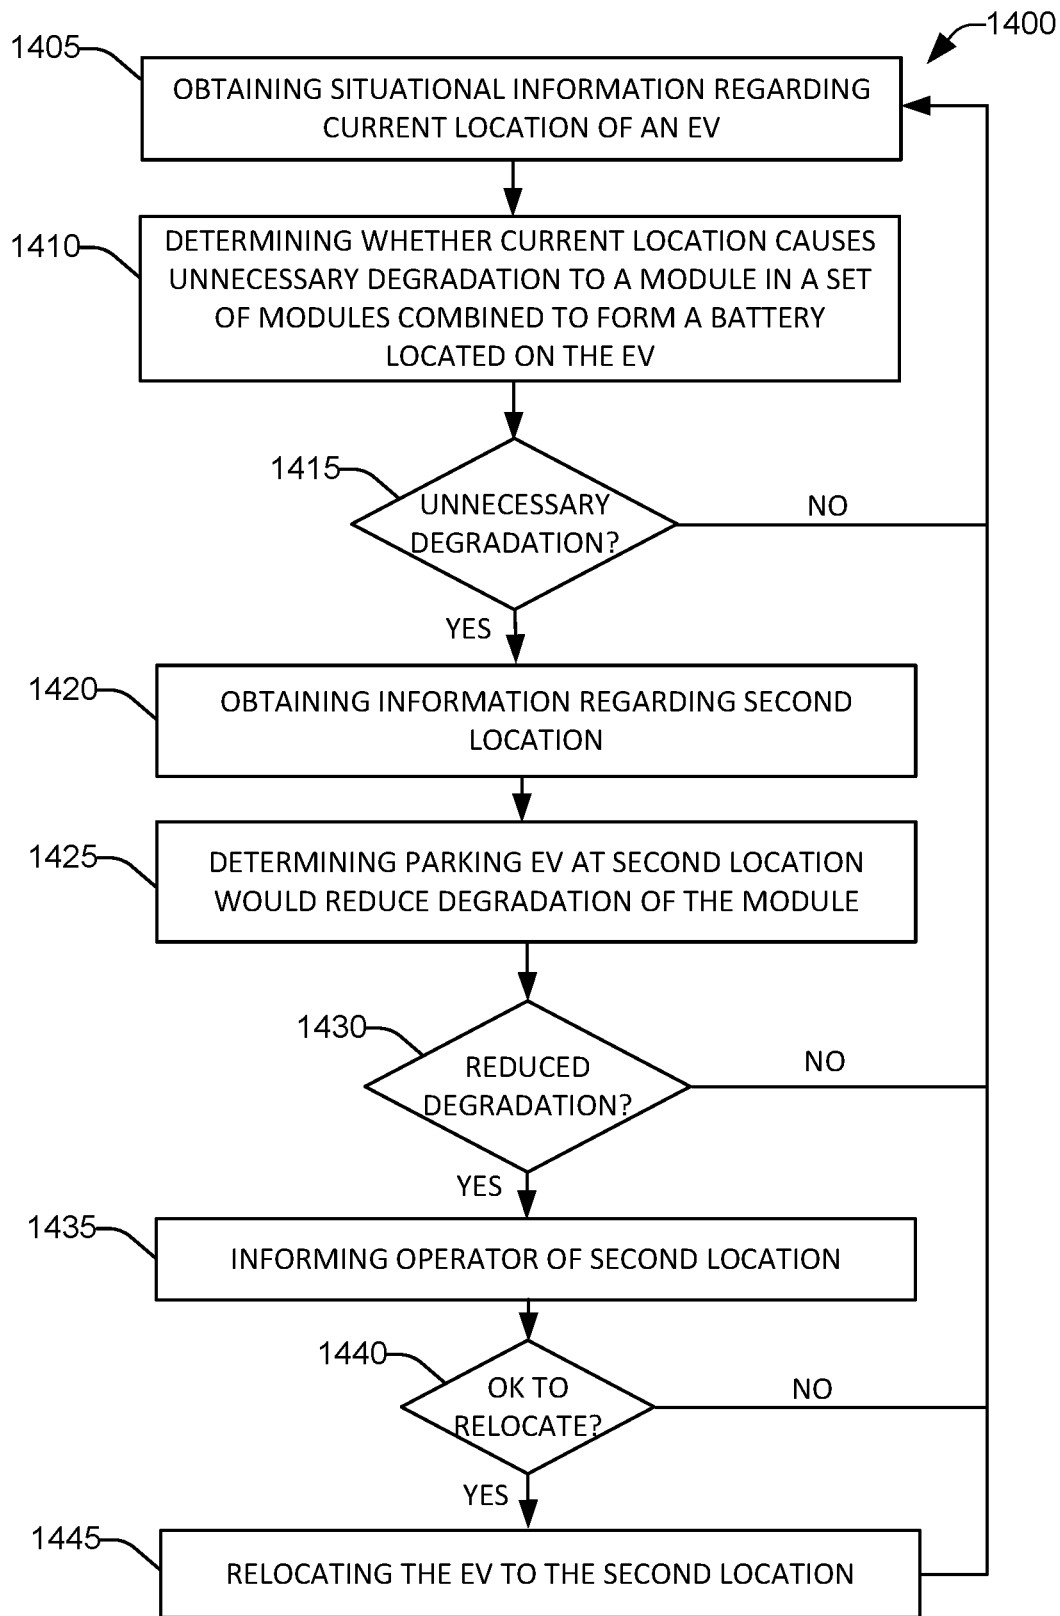 1400
1405
OBTAINING SITUATIONAL INFORMATION REGARDING
CURRENT LOCATION OF AN EV
1410
DETERMINING WHETHER CURRENT LOCATION CAUSES
UNNECESSARY DEGRADATION TO A MODULE IN A SET
OF MODULES COMBINED TO FORM A BATTERY
LOCATED ON THE EV
1415
UNNECESSARY
DEGRADATION?
NO
YES
1420
OBTAINING INFORMATION REGARDING SECOND
LOCATION
1425
DETERMINING PARKING EV AT SECOND LOCATION
WOULD REDUCE DEGRADATION OF THE MODULE
1430
REDUCED
DEGRADATION?
NO
YES
1435
INFORMING OPERATOR OF SECOND LOCATION
1440
OK TO
RELOCATE?
NO
YES
1445
RELOCATING THE EV TO THE SECOND LOCATION